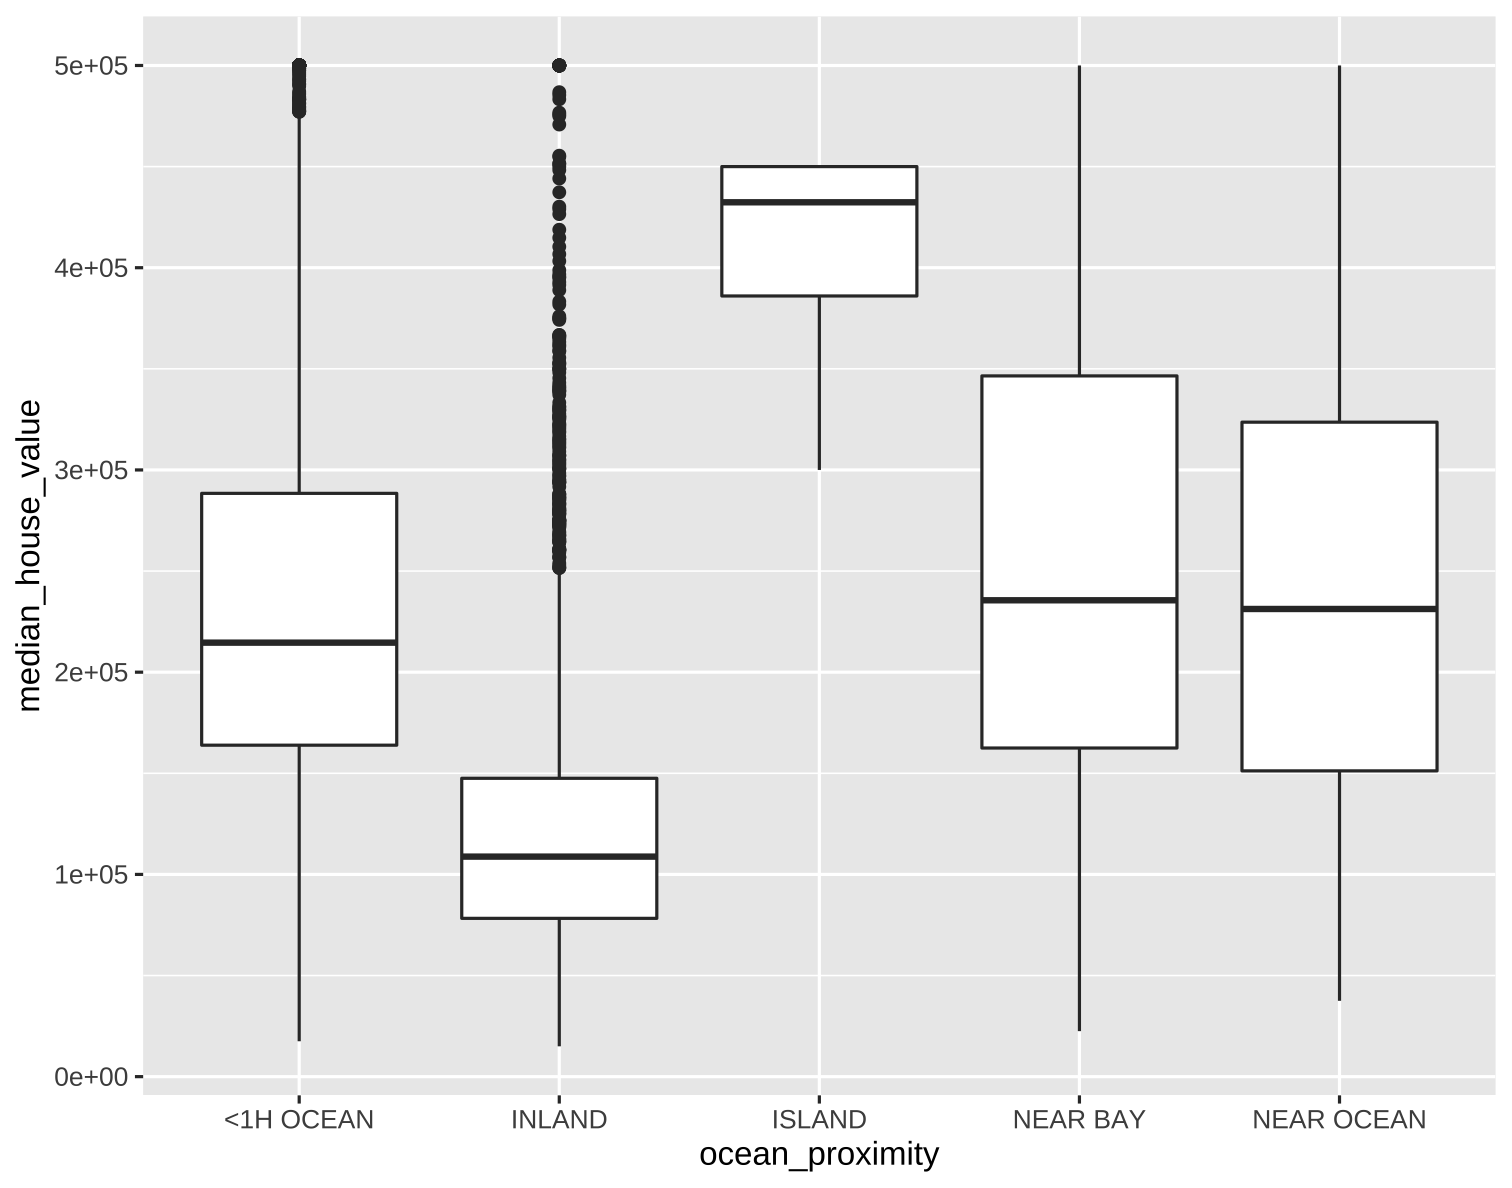 median_house_value
5e+05
4e+05
3e+05
2e+05
1e+05
0e+00
<1H OCEAN INLAND ISLAND NEAR BAY NEAR OCEAN
ocean_proximity